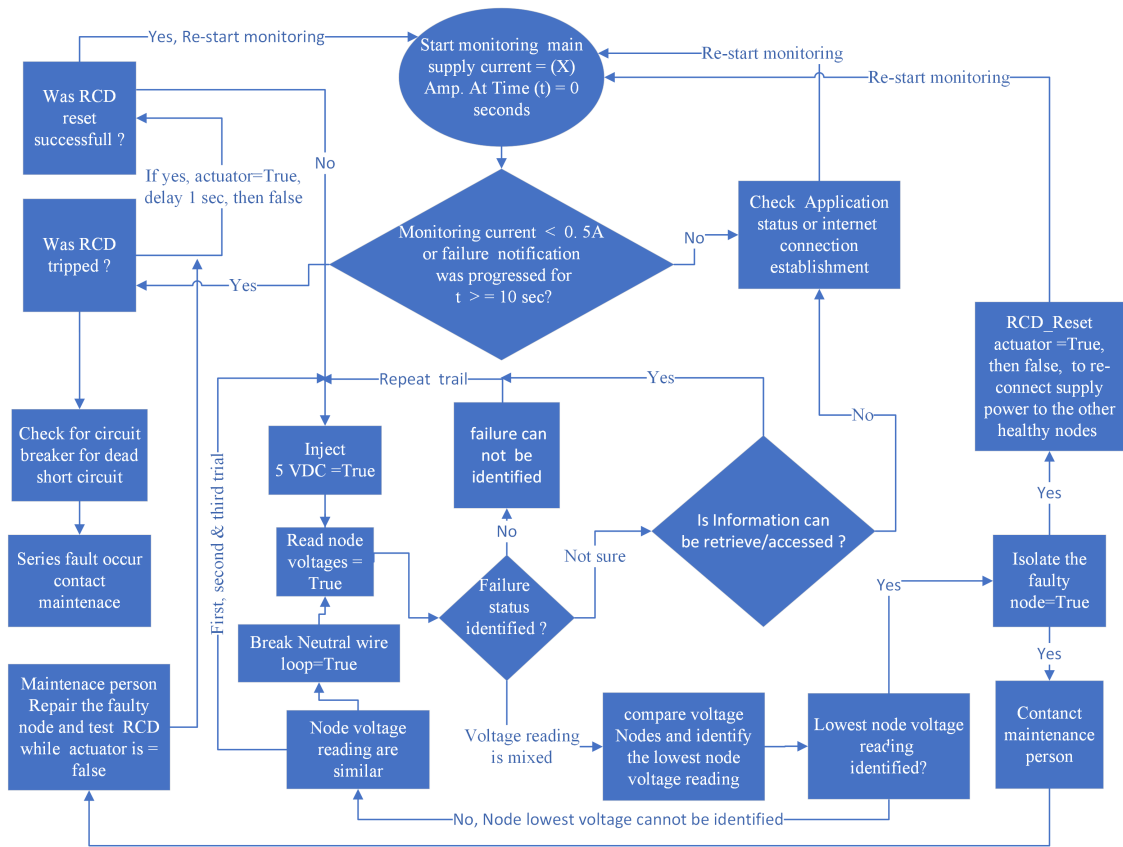 Yes, Re-start monitoring
Start monitoring main
supply current = (X)
Amp. At Time (t) = 0
seconds
Re-start monitoring
Re-start monitoring
Was RCD
reset
successfull ?
No
If yes, actuator=True,
delay 1 sec, then false
Was RCD
tripped ?
Yes
Monitoring current < 0. 5A
or failure notification
was progressed for
t > = 10 sec?
No
Check Application
status or internet
connection
establishment
RCD_Reset
actuator =True,
then false, to re-
connect supply
power to the other
healthy nodes
Repeat trail
Yes
No
Check for circuit
breaker for dead
short circuit
First, second & third trial
Inject
5 VDC =True
failure can
not be
identified
Is Information can
be retrieve/accessed ?
Yes
Series fault occur
contact
maintenace
Read node
voltages =
True
No
Not sure
Failure
status
identified ?
Yes
Isolate the
faulty
node=True
Yes
Break Neutral wire
loop=True
Maintenace person
Repair the faulty
node and test RCD
while actuator is =
false
Node voltage
reading are
similar
Voltage reading
is mixed
compare voltage
Nodes and identify
the lowest node
voltage reading
Lowest node voltage
reading
identified?
Contanct
maintenance
person
No, Node lowest voltage cannot be identified